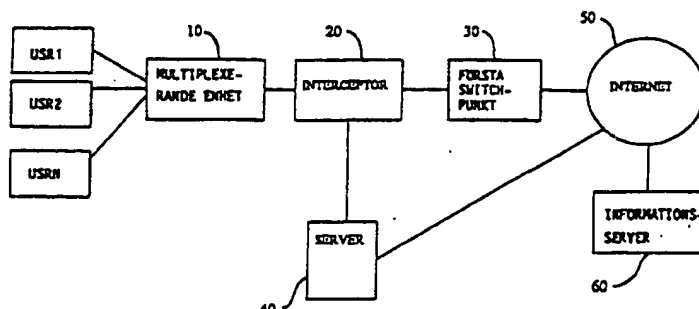 10
20
30
50
USR1
USR2
USRN
MULTIPLEXE-
RANDE ENHET
INTERCEPTOR
FÖRSTA
SWITCH-
PUNKT
INTERNET
SERVER
INFORMATIONS-
SERVER
60